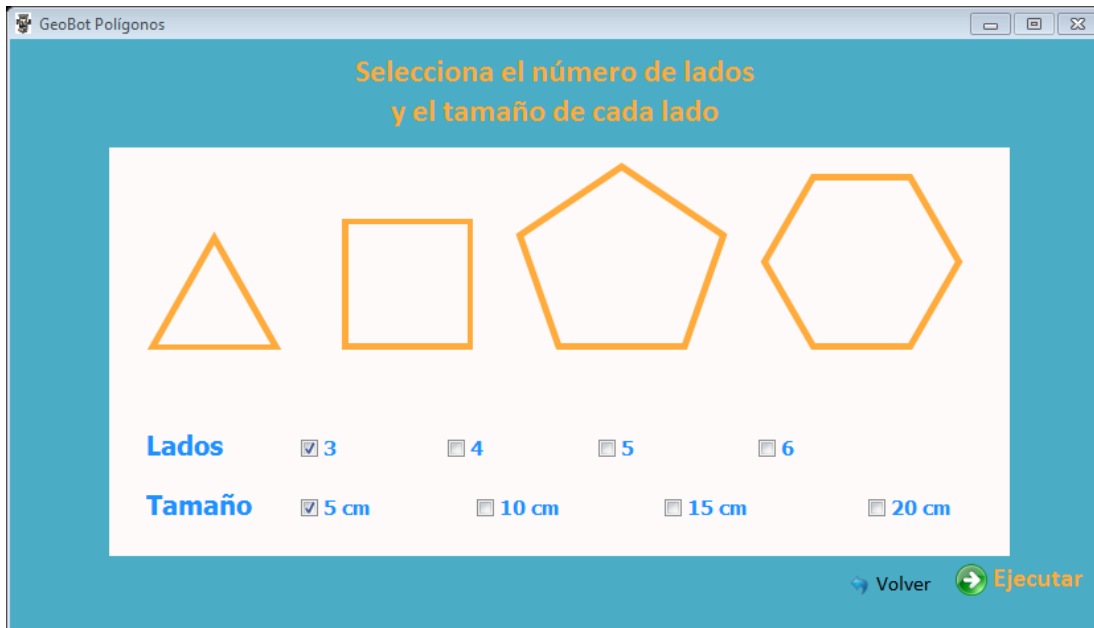 GeoBot Polígonos
Selecciona el número de lados
y el tamaño de cada lado
Lados 3 4 5 6
Tamaño 5 cm 10 cm 15 cm 20 cm
Volver Ejecutar